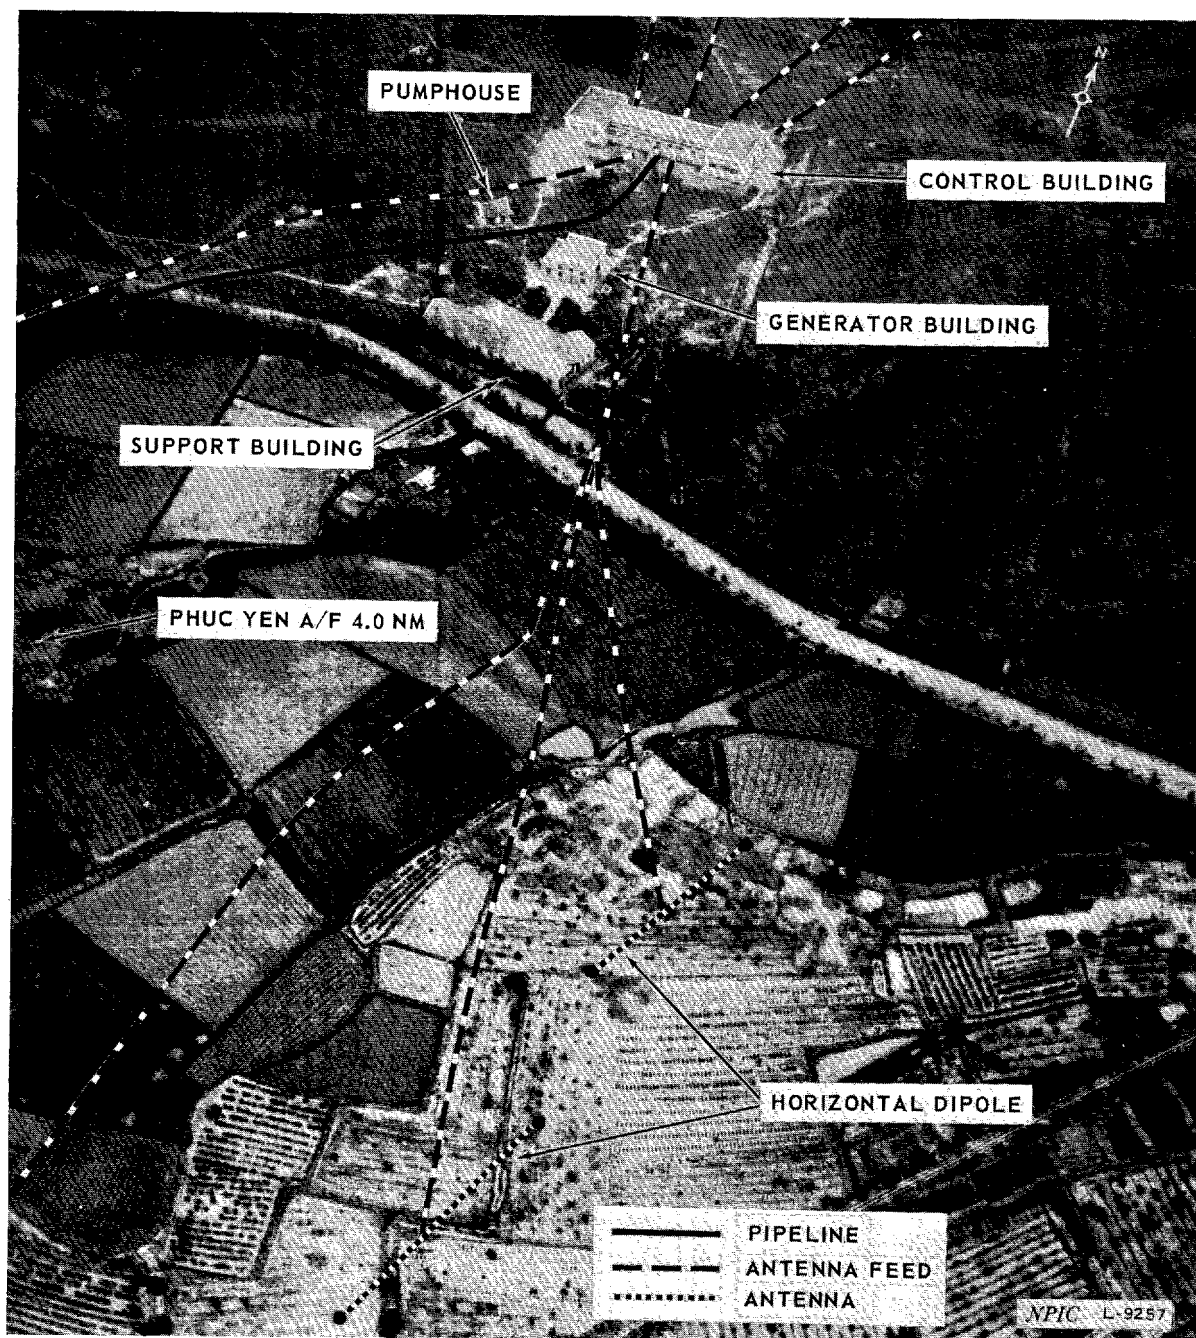 N
PUMPHOUSE
CONTROL BUILDING
GENERATOR BUILDING
SUPPORT BUILDING
PHUC YEN A/F 4.0 NM
HORIZONTAL DIPOLE
PIPELINE
ANTENNA FEED
ANTENNA
NPIC L-9257